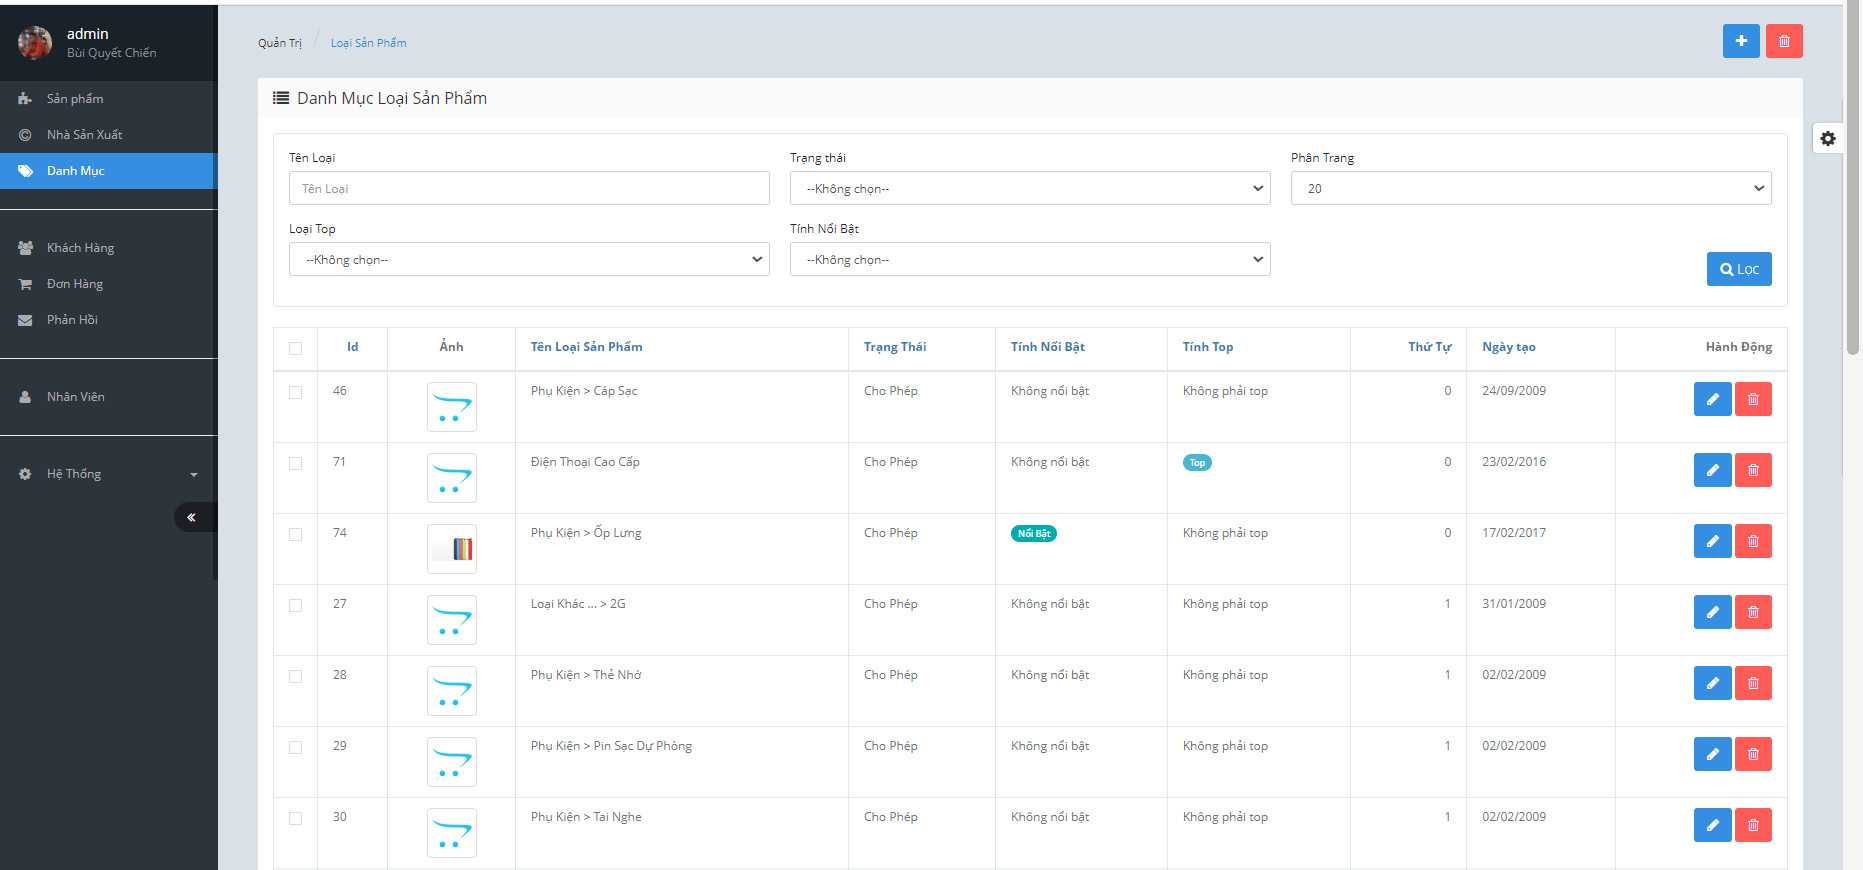 admin
Bùi Quyết Chiến
Sản phẩm
Nhà Sản Xuất
Danh Mục
Khách Hàng
Đơn Hàng
Phản Hồi
Nhân Viên
Hệ Thống
Quản Trị / Loại Sản Phẩm
Danh Mục Loại Sản Phẩm
Tên Loại Trạng thái Phân Trang
Tên Loại --Không chọn-- 20
Loại Top Tính Nổi Bật
--Không chọn-- --Không chọn--
Lọc
Id Ảnh Tên Loại Sản Phẩm Trạng Thái Tính Nổi Bật Tính Top Thứ Tự Ngày tạo Hành Động
46 Phụ Kiện > Cáp Sạc Cho Phép Không nổi bật Không phải top 0 24/09/2009
71 Điện Thoại Cao Cấp Cho Phép Không nổi bật Top 0 23/02/2016
74 Phụ Kiện > Ốp Lưng Cho Phép Nổi Bật Không phải top 0 17/02/2017
27 Loại Khác ... > 2G Cho Phép Không nổi bật Không phải top 1 31/01/2009
28 Phụ Kiện > Thẻ Nhớ Cho Phép Không nổi bật Không phải top 1 02/02/2009
29 Phụ Kiện > Pin Sạc Dự Phòng Cho Phép Không nổi bật Không phải top 1 02/02/2009
30 Phụ Kiện > Tai Nghe Cho Phép Không nổi bật Không phải top 1 02/02/2009